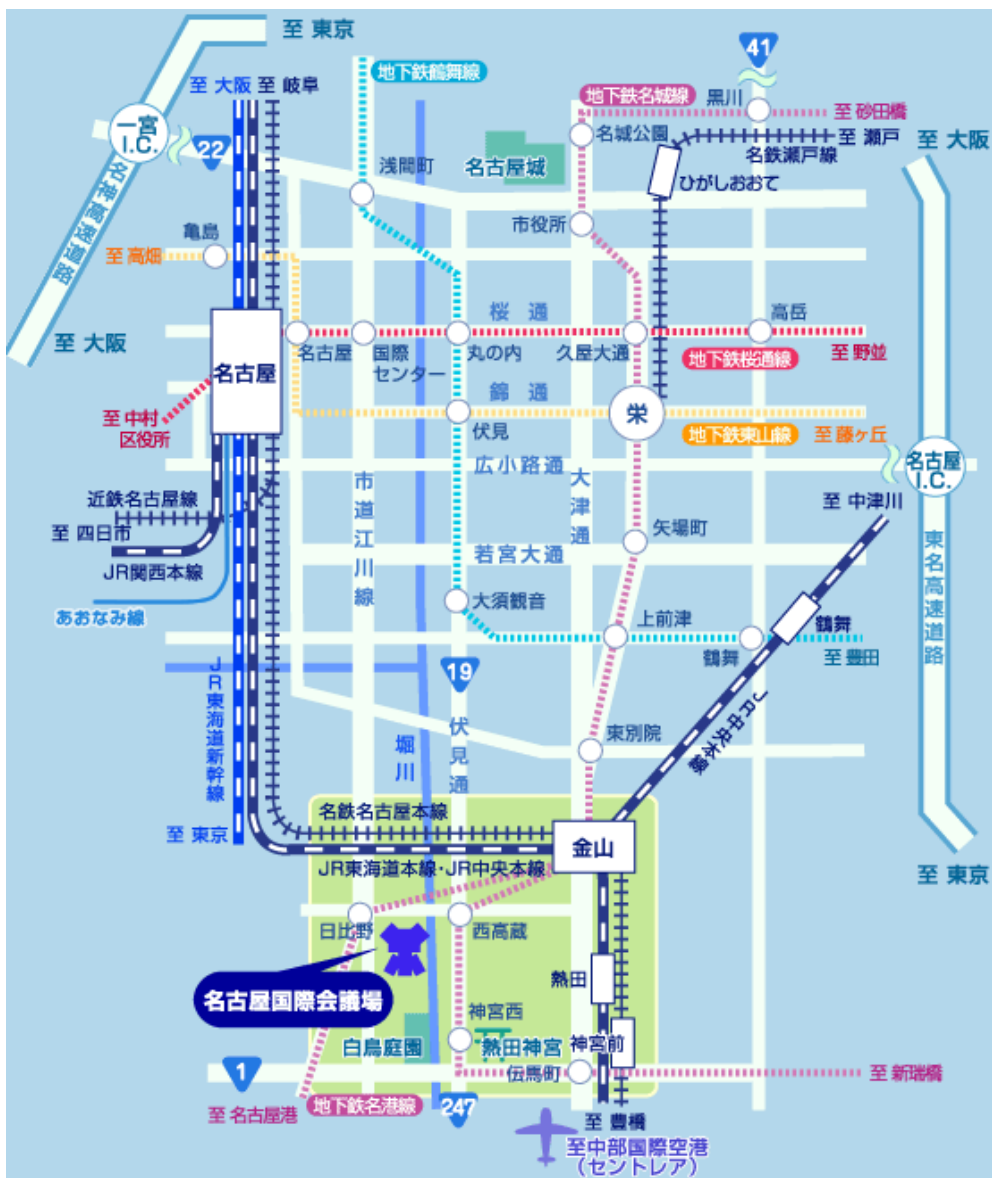 至 東京
41
地下鉄鶴舞線
至 大阪
至 岐阜
地下鉄名城線
黒川
至 砂田橋
一宮
I.C.
22
浅間町
名古屋城
名城公園
至 瀬戸
名鉄瀬戸線
至 大阪
ひがしおおて
名神高速道路
亀島
市役所
至 高畑
桜 通
高岳
至 大阪
名古屋
名古屋
国際
センター
丸の内
久屋大通
地下鉄桜通線
至 野並
錦 通
栄
至 中村
区役所
伏見
地下鉄東山線
至 藤ヶ丘
広小路通
名古屋
I.C.
近鉄名古屋線
至 四日市
JR関西本線
市道江川線
大津通
矢場町
至 中津川
若宮大通
あおなみ線
大須観音
上前津
鶴舞
鶴舞
至 豊田
東名高速道路
JR東海道新幹線
19
伏見通
堀川
東別院
JR中央本線
名鉄名古屋本線
至 東京
金山
JR東海道本線・JR中央本線
至 東京
日比野
西高蔵
熱田
名古屋国際会議場
神宮西
白鳥庭園
熱田神宮
神宮前
伝馬町
1
至 新瑞橋
至 名古屋港
地下鉄名港線
247
至 豊橋
至中部国際空港
(セントレア)